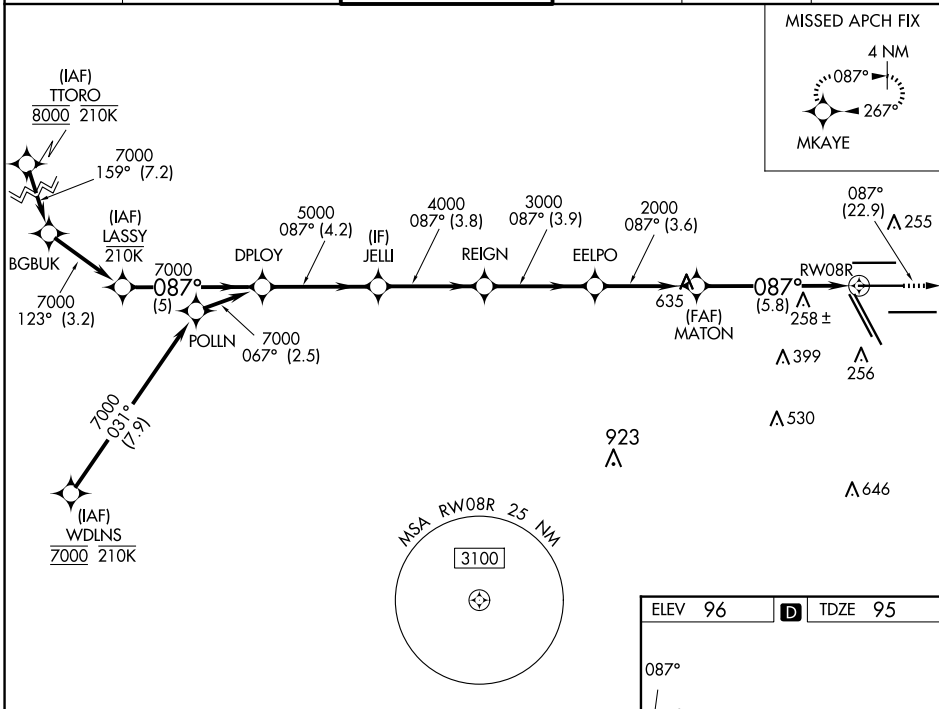 MISSED APCH FIX
4 NM
087°
267°
MKAYE
(IAF)
TTORO
8000 210K
7000
159° (7.2)
BGBUK
7000
123° (3.2)
(IAF)
LASSY
210K
7000
087°
(5)
POLLN
7000
067° (2.5)
7000
031°
(7.9)
(IAF)
WDLNS
7000 210K
DPLOY
5000
087° (4.2)
(IF)
JELLI
4000
087° (3.8)
REIGN
3000
087° (3.9)
EELPO
2000
087° (3.6)
635
(FAF)
MATON
087°
(5.8)
258 ±
RW08R
087°
(22.9)
255
399
256
530
923
646
MSA RW08R 25 NM
3100
ELEV 96 D TDZE 95
087°